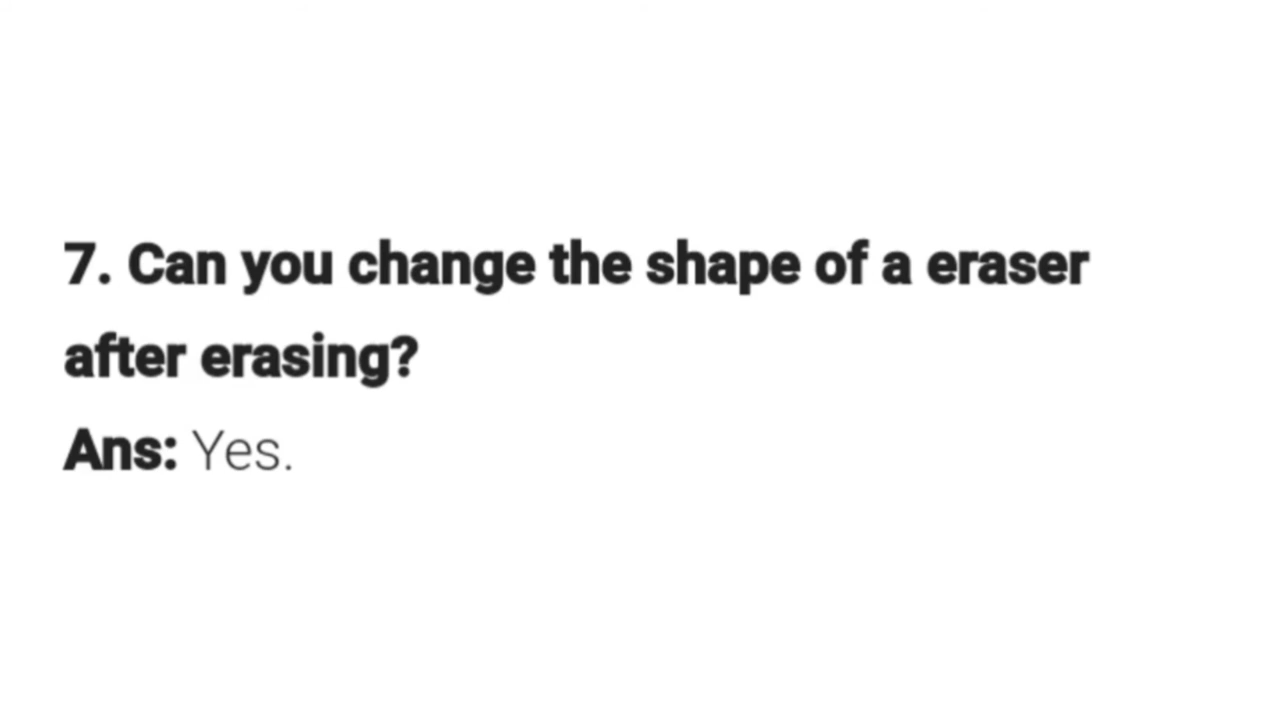 7. Can you change the shape of a eraser
after erasing?
Ans: Yes.